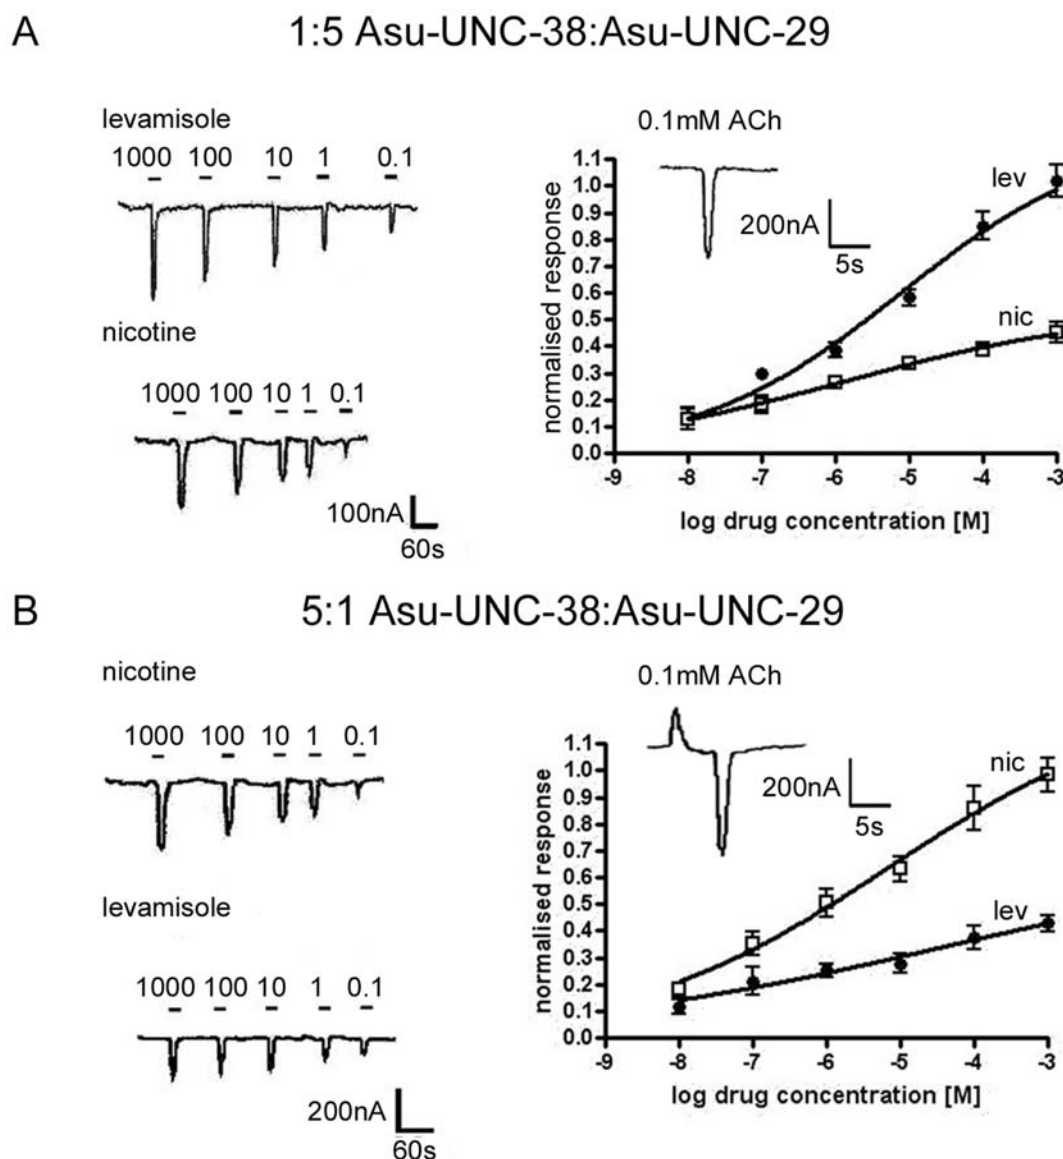 A
1:5 Asu-UNC-38:Asu-UNC-29
levamisole
1000 100 10 1 0.1
nicotine
1000 100 10 1 0.1
100nA
60s
0.1mM ACh
200nA
5s
lev
nic
normalised response
1.1
1.0
0.9
0.8
0.7
0.6
0.5
0.4
0.3
0.2
0.1
0.0
-9 -8 -7 -6 -5 -4 -3
log drug concentration [M]
B
5:1 Asu-UNC-38:Asu-UNC-29
nicotine
1000 100 10 1 0.1
levamisole
1000 100 10 1 0.1
200nA
60s
0.1mM ACh
200nA
5s
nic
lev
normalised response
1.1
1.0
0.9
0.8
0.7
0.6
0.5
0.4
0.3
0.2
0.1
0.0
-9 -8 -7 -6 -5 -4 -3
log drug concentration [M]